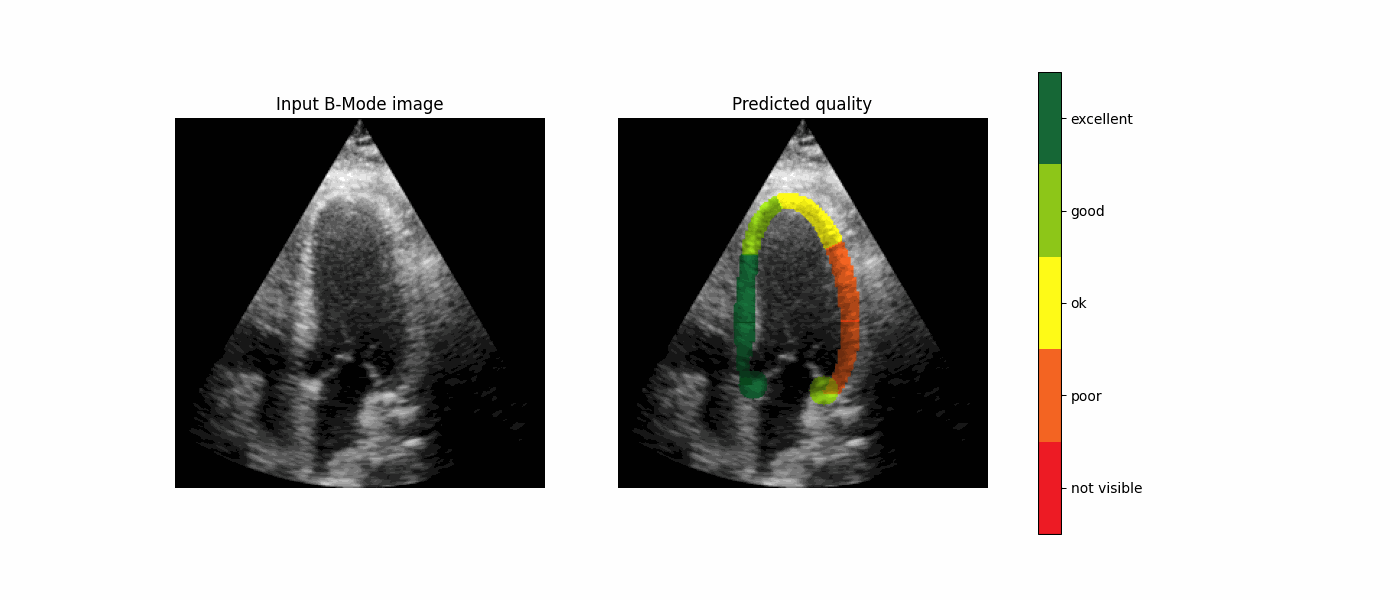 Input B-Mode image
Predicted quality
excellent
good
ok
poor
not visible